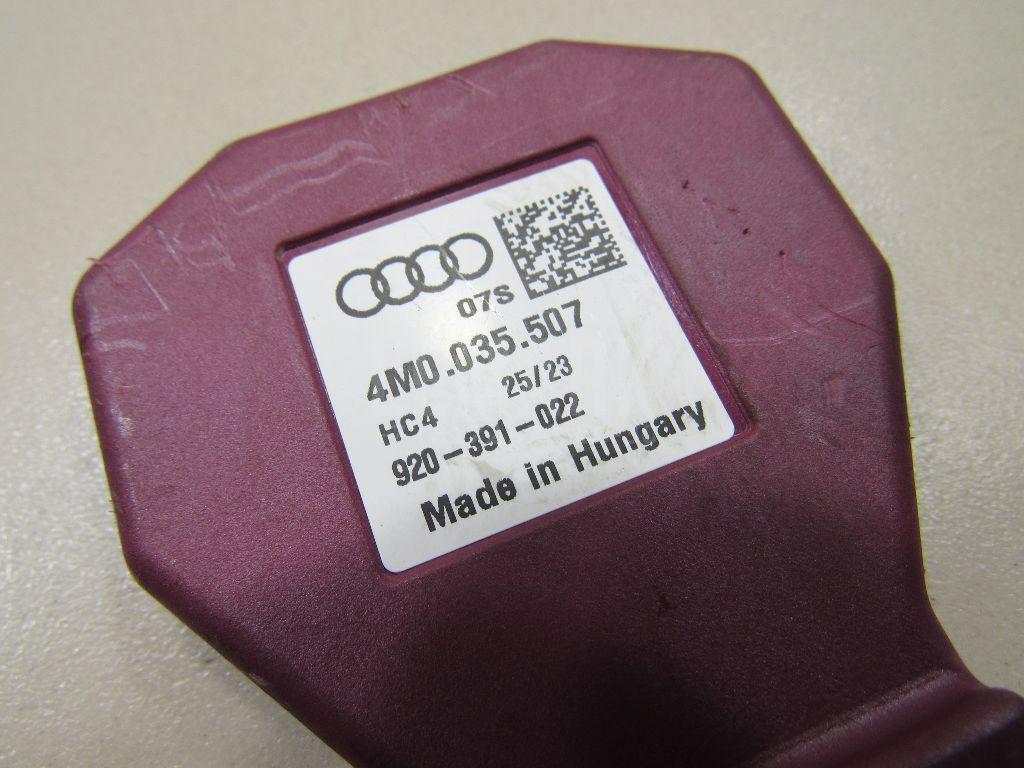 07S
4M0.035.507
HC4 25/23
920-391-022
Made in Hungary